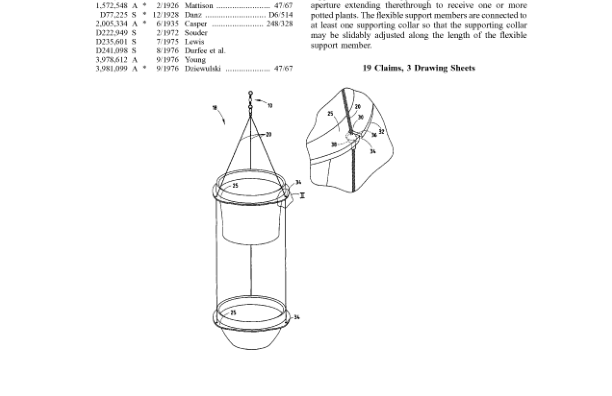 1,572,548 A * 2/1926 Mattison .................... 47/67
D77,225 S * 12/1928 Danz ...................... D6/514
2,005,334 A * 6/1935 Casper .................... 248/328
D222,949 S 2/1972 Souder
D235,601 S 7/1975 Lewis
D241,098 S 8/1976 Durfee et al.
3,978,612 A 9/1976 Young
3,981,099 A * 9/1976 Dziewulski ................ 47/67
aperture extending therethrough to receive one or more
potted plants. The flexible support members are connected to
at least one supporting collar so that the supporting collar
may be slidably adjusted along the length of the flexible
support member.
19 Claims, 3 Drawing Sheets
10
12
20
25
34
25
34
25
20
30
32
36
34
30